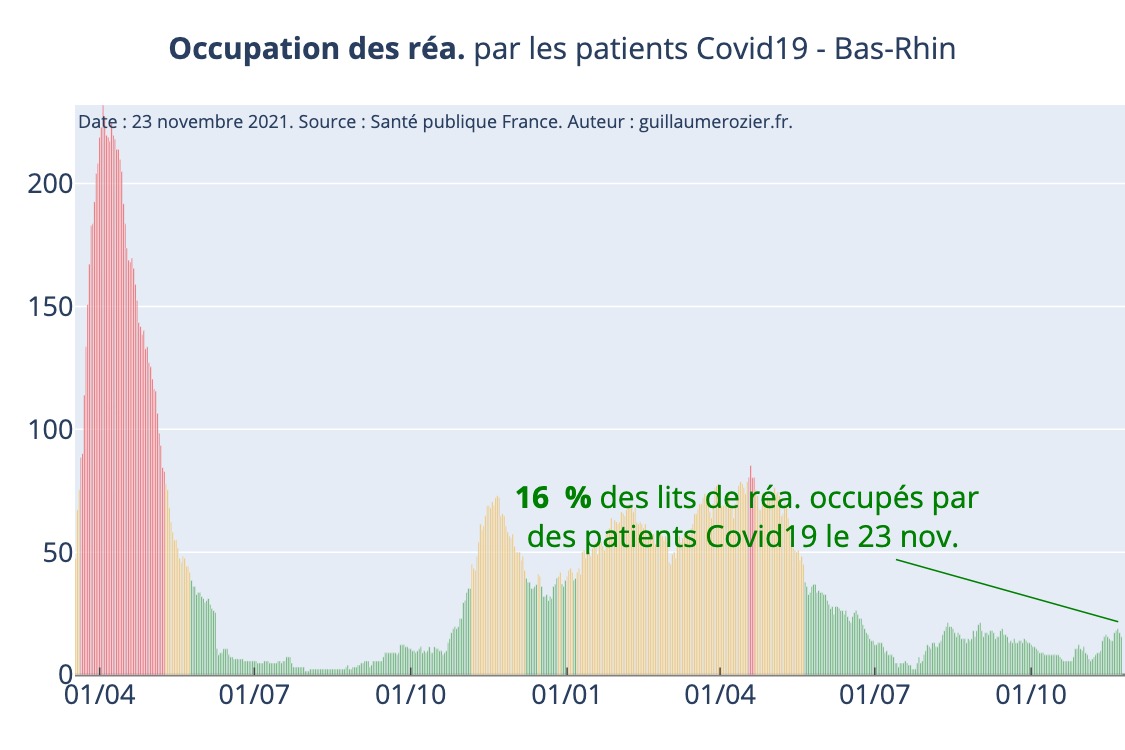 Occupation des réa. par les patients Covid19 - Bas-Rhin
Date : 23 novembre 2021. Source : Santé publique France. Auteur : guillaumerozier.fr.
200
150
100
16 % des lits de réa. occupés par
des patients Covid19 le 23 nov.
50
0
01/04 01/07 01/10 01/01 01/04 01/07 01/10